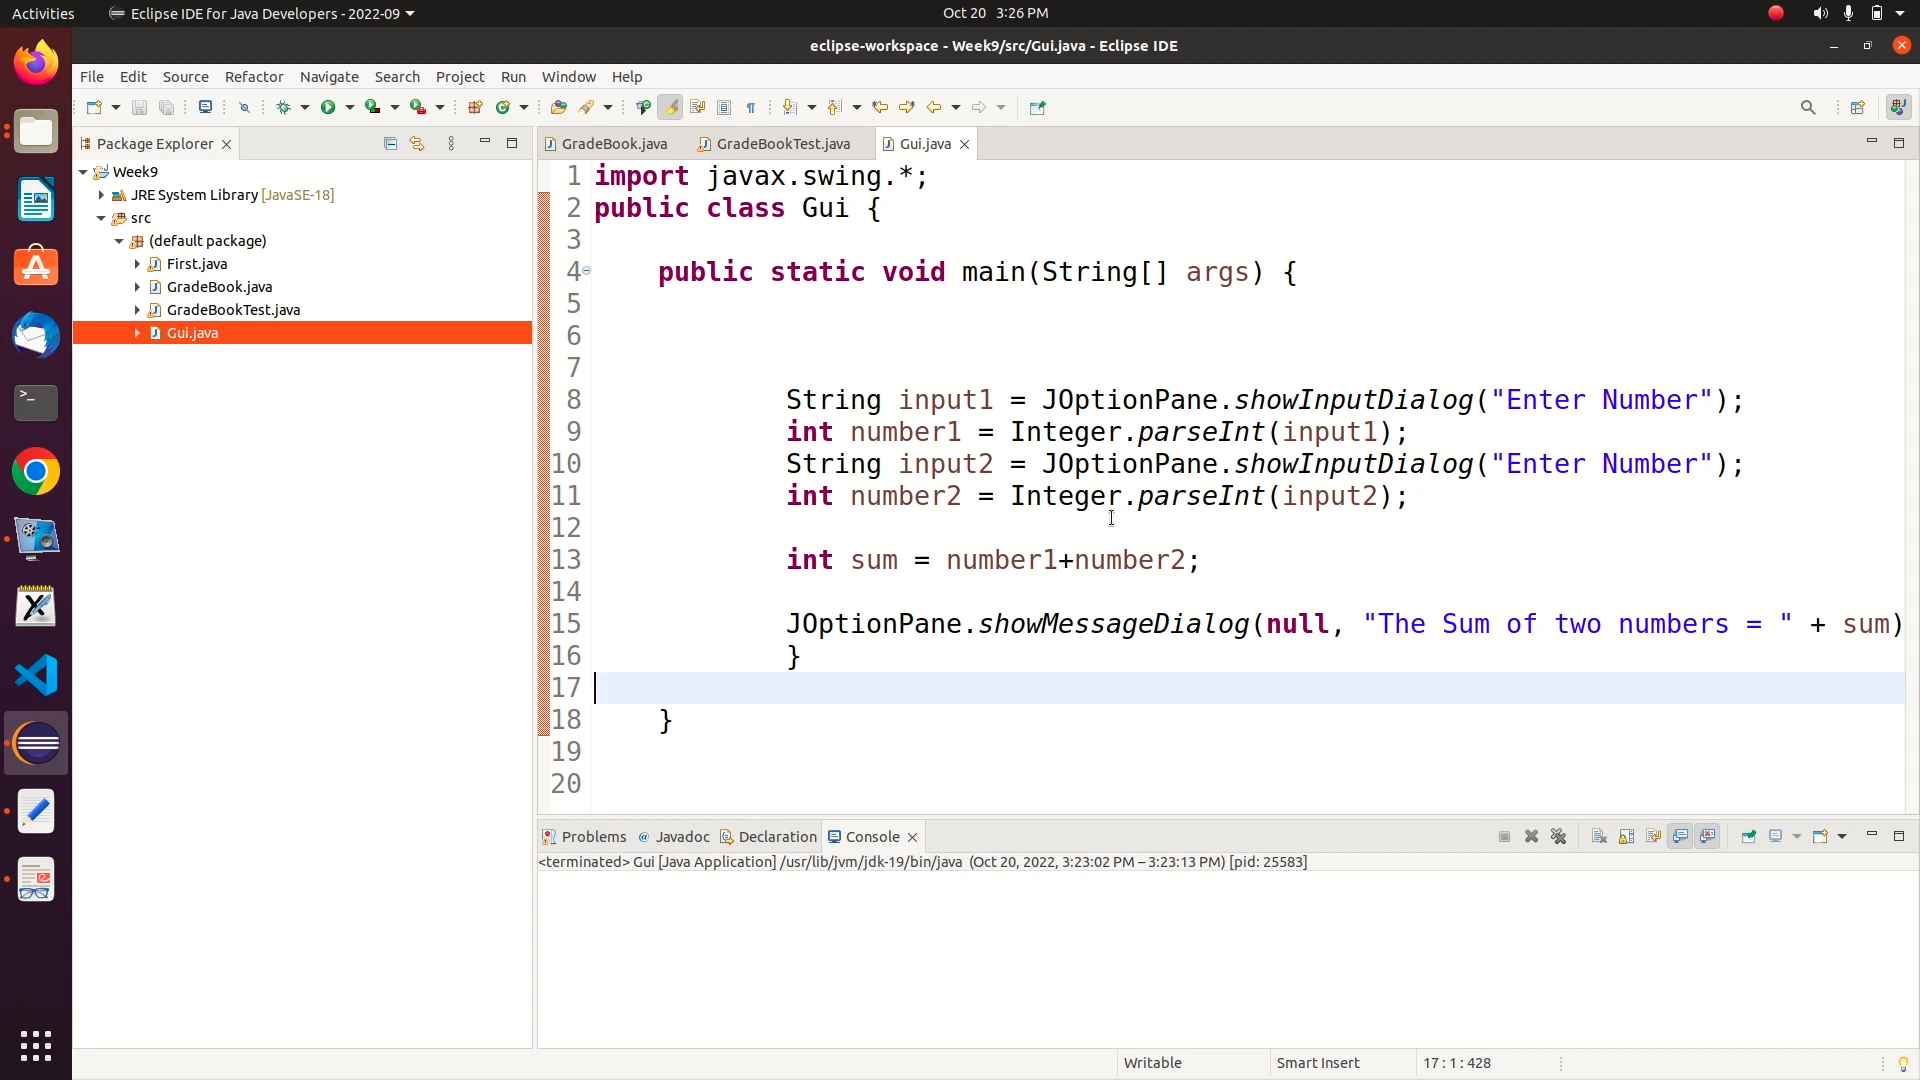 Activities Eclipse IDE for Java Developers - 2022-09 Oct 20 3:26 PM
eclipse-workspace - Week9/src/Gui.java - Eclipse IDE
File Edit Source Refactor Navigate Search Project Run Window Help
Package Explorer GradeBook.java GradeBookTest.java Gui.java
Week9
JRE System Library [JavaSE-18]
src
(default package)
First.java
GradeBook.java
GradeBookTest.java
Gui.java
1 import javax.swing.*;
2 public class Gui {
3
4 public static void main(String[] args) {
5
6
7
8 String input1 = JOptionPane.showInputDialog("Enter Number");
9 int number1 = Integer.parseInt(input1);
10 String input2 = JOptionPane.showInputDialog("Enter Number");
11 int number2 = Integer.parseInt(input2);
12
13 int sum = number1+number2;
14
15 JOptionPane.showMessageDialog(null, "The Sum of two numbers = " + sum)
16 }
17
18 }
19
20
Problems Javadoc Declaration Console
<terminated> Gui [Java Application] /usr/lib/jvm/jdk-19/bin/java (Oct 20, 2022, 3:23:02 PM – 3:23:13 PM) [pid: 25583]
Writable Smart Insert 17 : 1 : 428